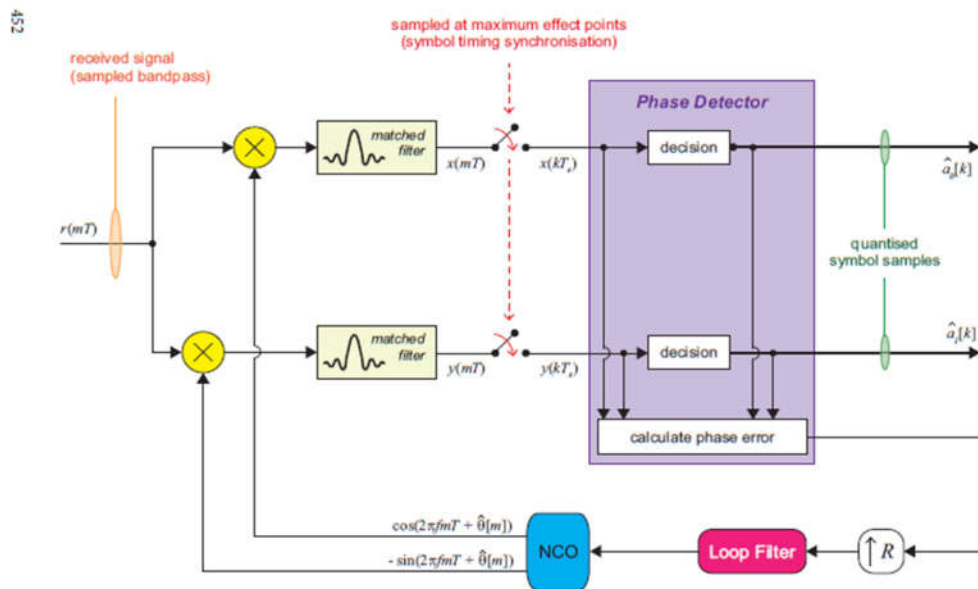 452
sampled at maximum effect points
(symbol timing synchronisation)
received signal
(sampled bandpass)
Phase Detector
matched
filter
x(mT)
x(kTₛ)
decision
â₀[k]
r(mT)
quantised
symbol samples
matched
filter
y(mT)
y(kTₛ)
decision
â₁[k]
calculate phase error
cos(2πfmT + θ̂[m])
- sin(2πfmT + θ̂[m])
NCO
Loop Filter
↑ R